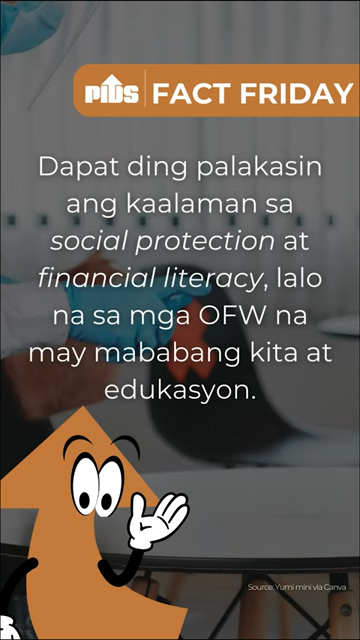 PIDS FACT FRIDAY
Dapat ding palakasin
ang kaalaman sa
social protection at
financial literacy, lalo
na sa mga OFW na
may mababang kita at
edukasyon.
Source: Yumi mini via Canva